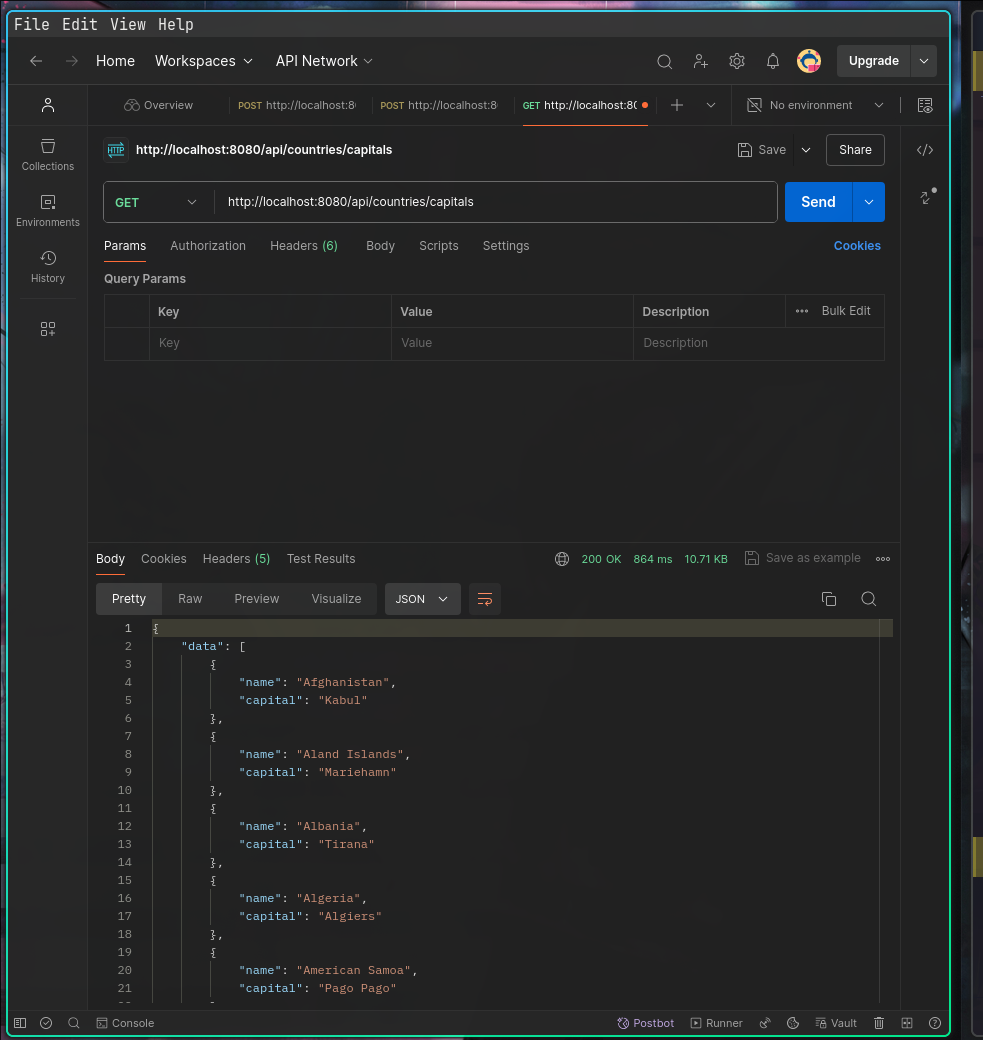 File Edit View Help
Home Workspaces API Network Upgrade
Overview POST http://localhost:8 POST http://localhost:8 GET http://localhost:8 No environment
HTTP http://localhost:8080/api/countries/capitals Save Share
Collections
Environments
History
GET http://localhost:8080/api/countries/capitals Send
Params Authorization Headers (6) Body Scripts Settings Cookies
Query Params
Key Value Description Bulk Edit
Key Value Description
Body Cookies Headers (5) Test Results 200 OK 864 ms 10.71 KB Save as example
Pretty Raw Preview Visualize JSON
1 {
2 "data": [
3 {
4 "name": "Afghanistan",
5 "capital": "Kabul"
6 },
7 {
8 "name": "Aland Islands",
9 "capital": "Mariehamn"
10 },
11 {
12 "name": "Albania",
13 "capital": "Tirana"
14 },
15 {
16 "name": "Algeria",
17 "capital": "Algiers"
18 },
19 {
20 "name": "American Samoa",
21 "capital": "Pago Pago"
Console Postbot Runner Vault